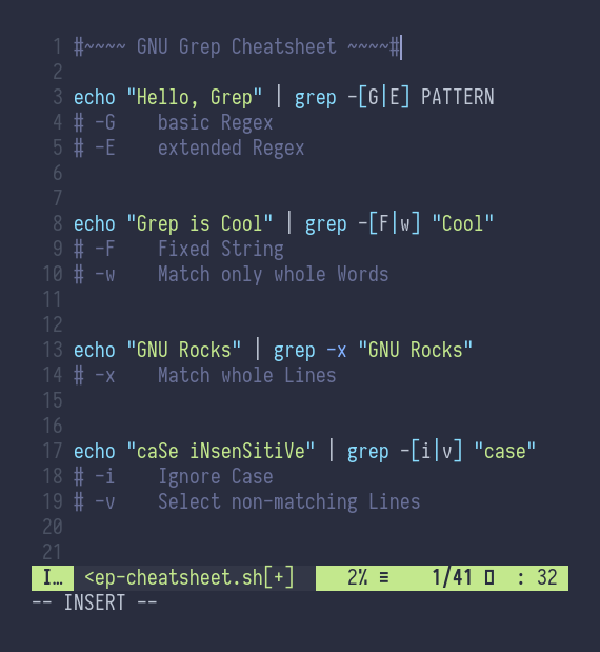 1 #~~~~ GNU Grep Cheatsheet ~~~~#
2
3 echo "Hello, Grep" | grep -[G|E] PATTERN
4 # -G    basic Regex
5 # -E    extended Regex
6
7
8 echo "Grep is Cool" | grep -[F|w] "Cool"
9 # -F    Fixed String
10 # -w    Match only whole Words
11
12
13 echo "GNU Rocks" | grep -x "GNU Rocks"
14 # -x    Match whole Lines
15
16
17 echo "caSe iNsenSitiVe" | grep -[i|v] "case"
18 # -i    Ignore Case
19 # -v    Select non-matching Lines
20
21
I… <ep-cheatsheet.sh[+] 2% ≡ 1/41 : 32
-- INSERT --